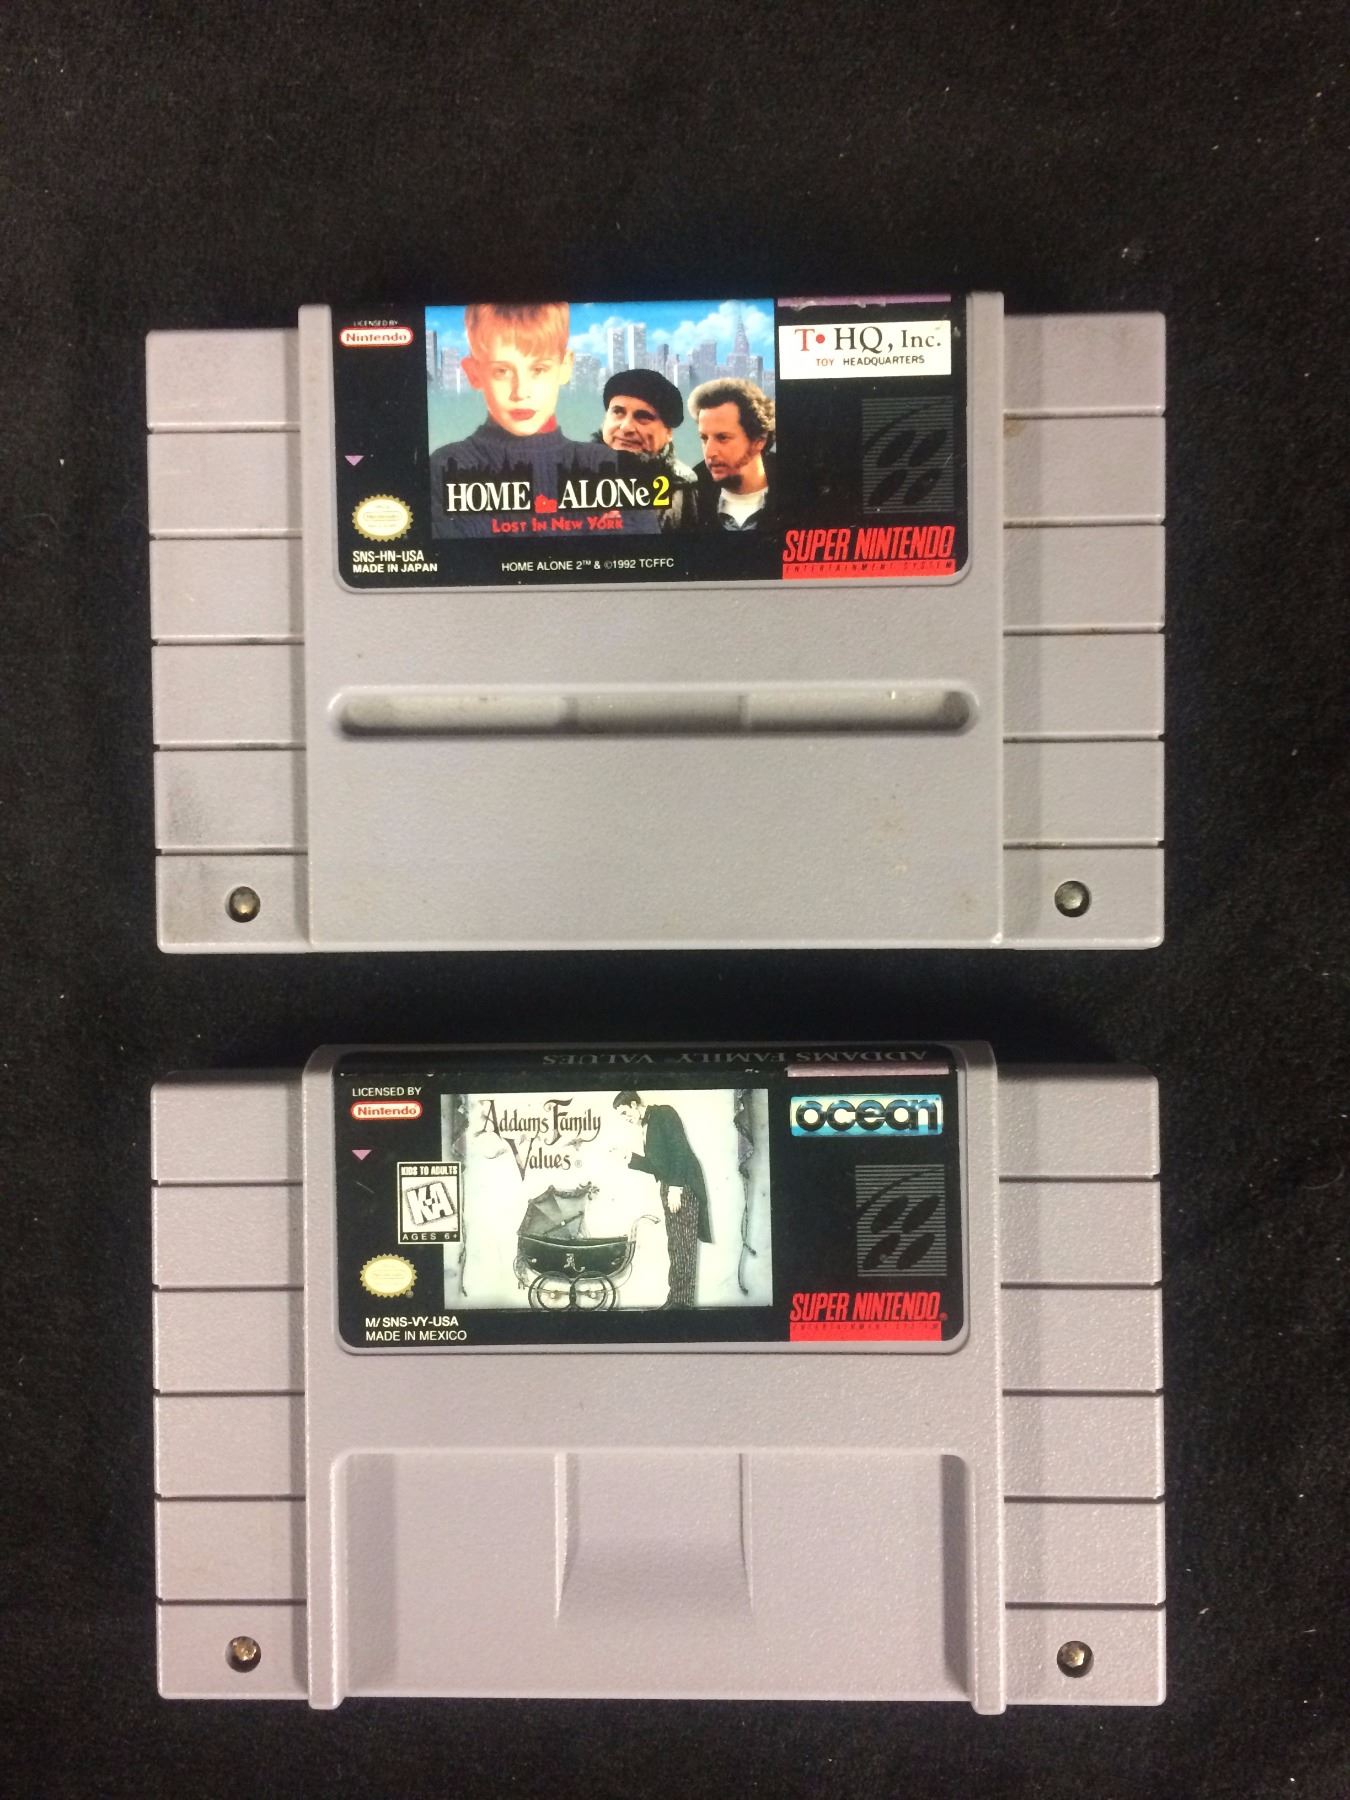 LICENSED BY
Nintendo
T•HQ, Inc.
TOY HEADQUARTERS
HOME ALONe 2
LOST IN NEW YORK
SNS-HN-USA
MADE IN JAPAN
HOME ALONE 2™ & ©1992 TCFFC
SUPER NINTENDO
ENTERTAINMENT SYSTEM
ADDAMS FAMILY VALUES
LICENSED BY
Nintendo
Addams Family
Values®
ocean
KIDS TO ADULTS
K-A
AGES 6+
M/ SNS-VY-USA
MADE IN MEXICO
SUPER NINTENDO®
ENTERTAINMENT SYSTEM